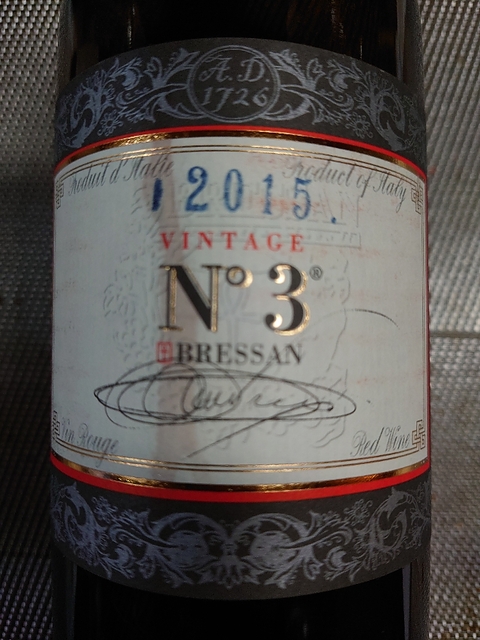 A.D.
1726
Produit d'Italie
Product of Italy
2015.
VINTAGE
N° 3®
BRESSAN
Vin Rouge
Red Wine